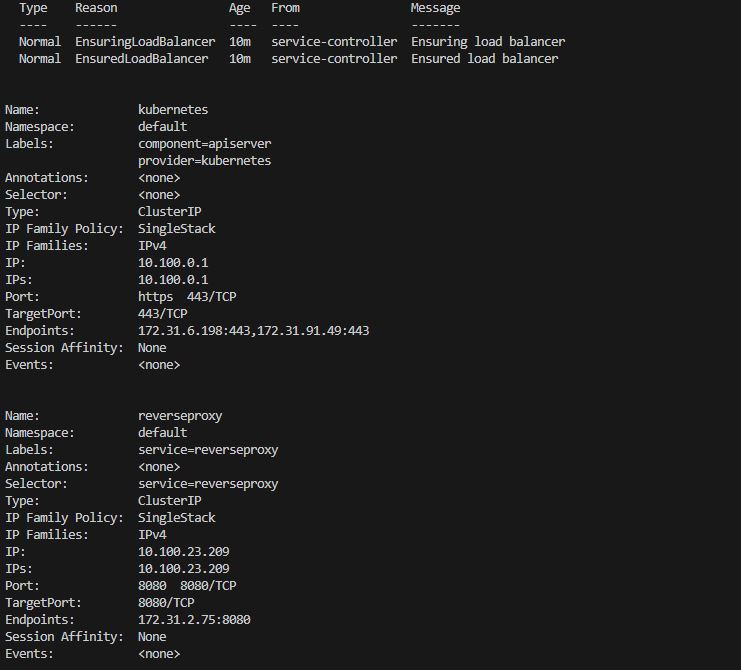 Type Reason Age From Message
---- ------ ---- ---- -------
Normal EnsuringLoadBalancer 10m service-controller Ensuring load balancer
Normal EnsuredLoadBalancer 10m service-controller Ensured load balancer
Name: kubernetes
Namespace: default
Labels: component=apiserver
provider=kubernetes
Annotations: <none>
Selector: <none>
Type: ClusterIP
IP Family Policy: SingleStack
IP Families: IPv4
IP: 10.100.0.1
IPs: 10.100.0.1
Port: https 443/TCP
TargetPort: 443/TCP
Endpoints: 172.31.6.198:443,172.31.91.49:443
Session Affinity: None
Events: <none>
Name: reverseproxy
Namespace: default
Labels: service=reverseproxy
Annotations: <none>
Selector: service=reverseproxy
Type: ClusterIP
IP Family Policy: SingleStack
IP Families: IPv4
IP: 10.100.23.209
IPs: 10.100.23.209
Port: 8080 8080/TCP
TargetPort: 8080/TCP
Endpoints: 172.31.2.75:8080
Session Affinity: None
Events: <none>